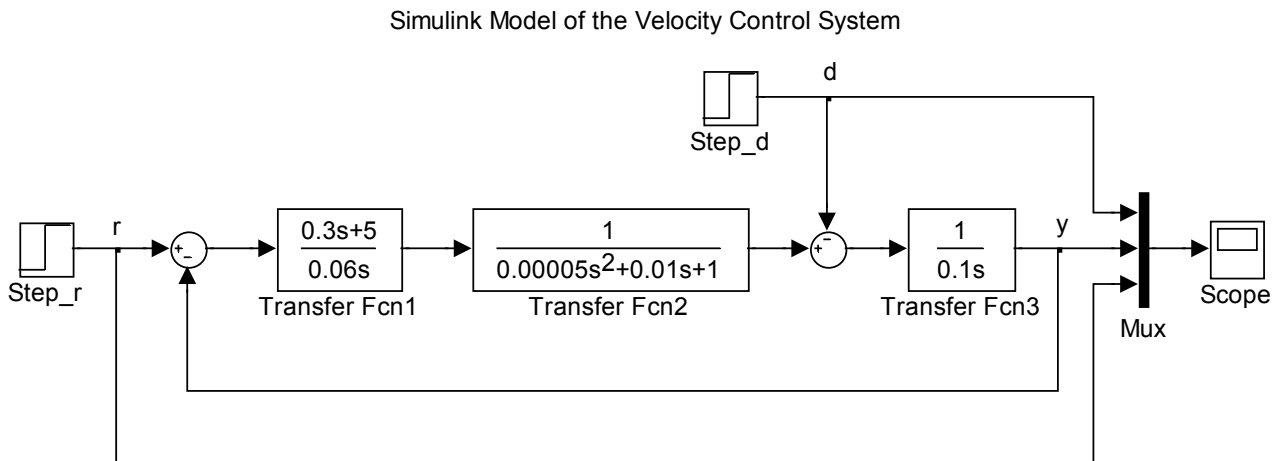 Simulink Model of the Velocity Control System
d
Step_d
r
y
+
-
0.3s+5
0.06s
1
0.00005s2+0.01s+1
-
+
1
0.1s
Step_r
Transfer Fcn1
Transfer Fcn2
Transfer Fcn3
Mux
Scope